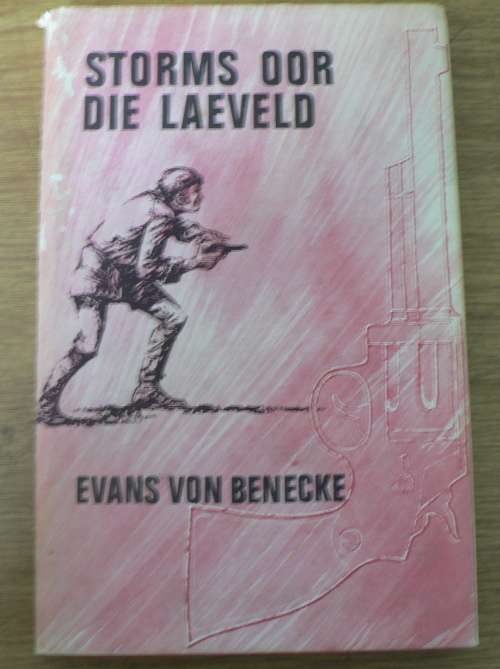 STORMS OOR
DIE LAEVELD
EVANS VON BENECKE